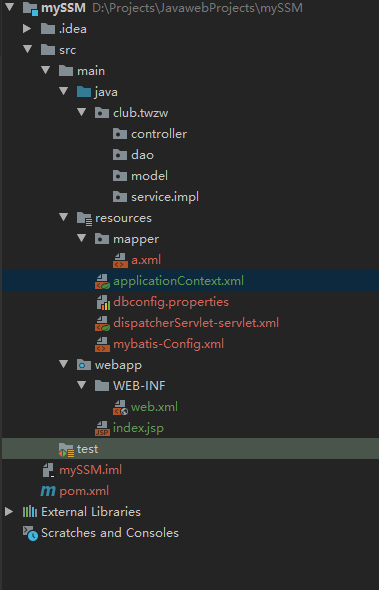 mySSM D:\Projects\JavawebProjects\mySSM
.idea
src
main
java
club.twzw
controller
dao
model
service.impl
resources
mapper
a.xml
applicationContext.xml
dbconfig.properties
dispatcherServlet-servlet.xml
mybatis-Config.xml
webapp
WEB-INF
web.xml
index.jsp
test
mySSM.iml
pom.xml
External Libraries
Scratches and Consoles